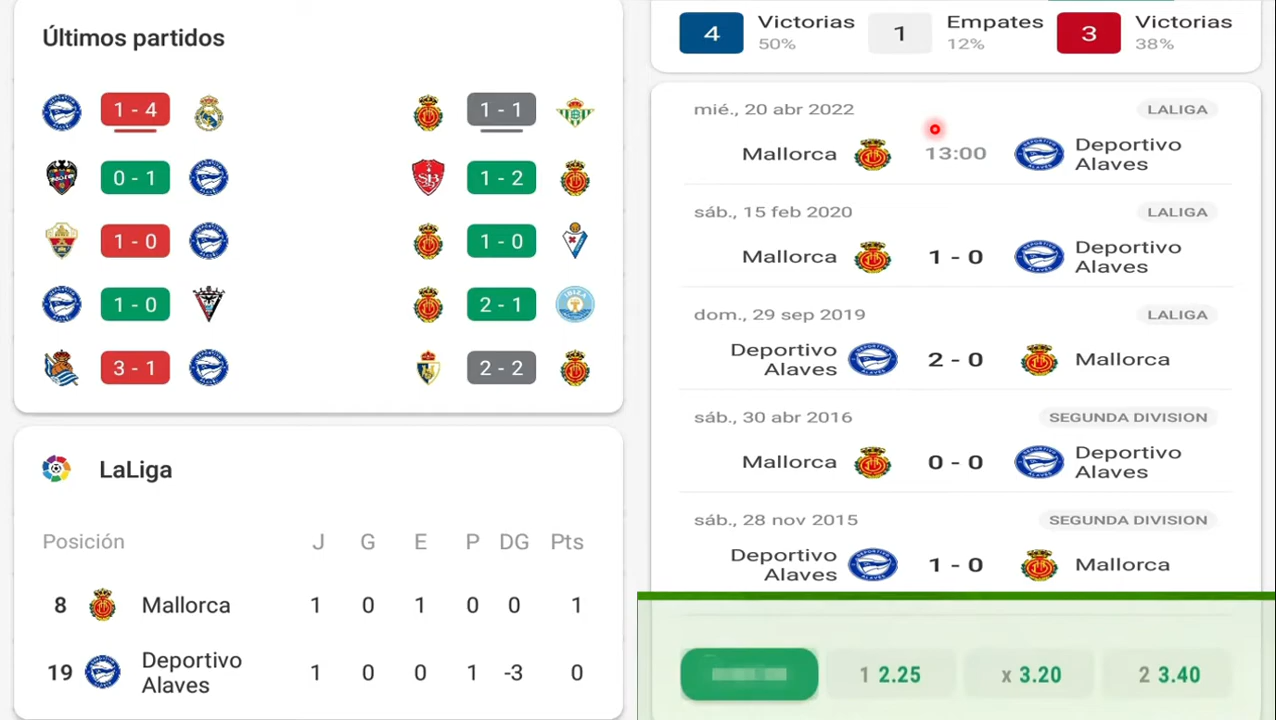 Últimos partidos
1 - 4
1 - 1
0 - 1
1 - 2
1 - 0
1 - 0
1 - 0
2 - 1
3 - 1
2 - 2
LaLiga
Posición J G E P DG Pts
8 Mallorca 1 0 1 0 0 1
19 Deportivo Alaves 1 0 0 1 -3 0
4 Victorias 50%
1 Empates 12%
3 Victorias 38%
mié., 20 abr 2022 LALIGA
Mallorca 13:00 Deportivo Alaves
sáb., 15 feb 2020 LALIGA
Mallorca 1 - 0 Deportivo Alaves
dom., 29 sep 2019 LALIGA
Deportivo Alaves 2 - 0 Mallorca
sáb., 30 abr 2016 SEGUNDA DIVISION
Mallorca 0 - 0 Deportivo Alaves
sáb., 28 nov 2015 SEGUNDA DIVISION
Deportivo Alaves 1 - 0 Mallorca
1 2.25 x 3.20 2 3.40